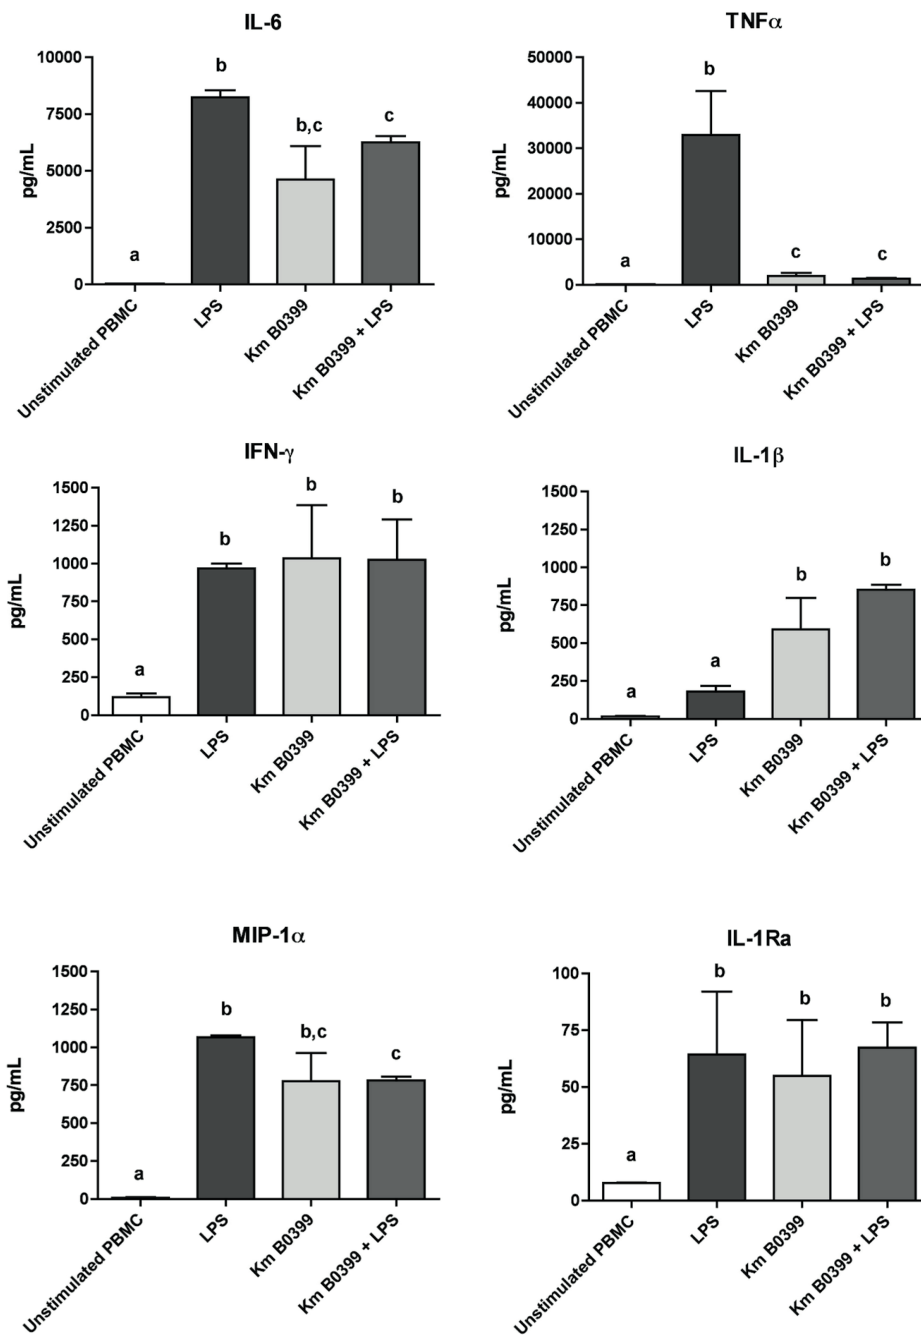 IL-6
pg/mL
10000
7500
5000
2500
0
a
b
b,c
c
Unstimulated PBMC
LPS
Km B0399
Km B0399 + LPS
TNFα
pg/mL
50000
40000
30000
20000
10000
0
a
b
c
c
Unstimulated PBMC
LPS
Km B0399
Km B0399 + LPS
IFN-γ
pg/mL
1500
1250
1000
750
500
250
0
a
b
b
b
Unstimulated PBMC
LPS
Km B0399
Km B0399 + LPS
IL-1β
pg/mL
1500
1250
1000
750
500
250
0
a
a
b
b
Unstimulated PBMC
LPS
Km B0399
Km B0399 + LPS
MIP-1α
pg/mL
1500
1250
1000
750
500
250
0
a
b
b,c
c
Unstimulated PBMC
LPS
Km B0399
Km B0399 + LPS
IL-1Ra
pg/mL
100
75
50
25
0
a
b
b
b
Unstimulated PBMC
LPS
Km B0399
Km B0399 + LPS